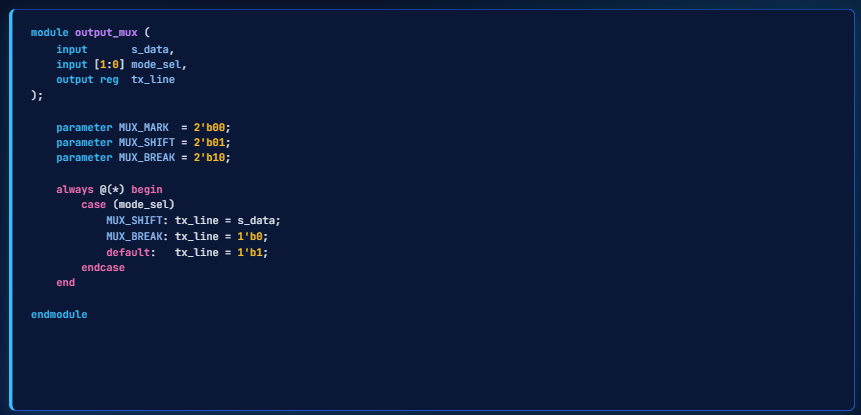 module output_mux (
    input       s_data,
    input [1:0] mode_sel,
    output reg  tx_line
);

    parameter MUX_MARK  = 2'b00;
    parameter MUX_SHIFT = 2'b01;
    parameter MUX_BREAK = 2'b10;

    always @(*) begin
        case (mode_sel)
            MUX_SHIFT: tx_line = s_data;
            MUX_BREAK: tx_line = 1'b0;
            default:   tx_line = 1'b1;
        endcase
    end

endmodule